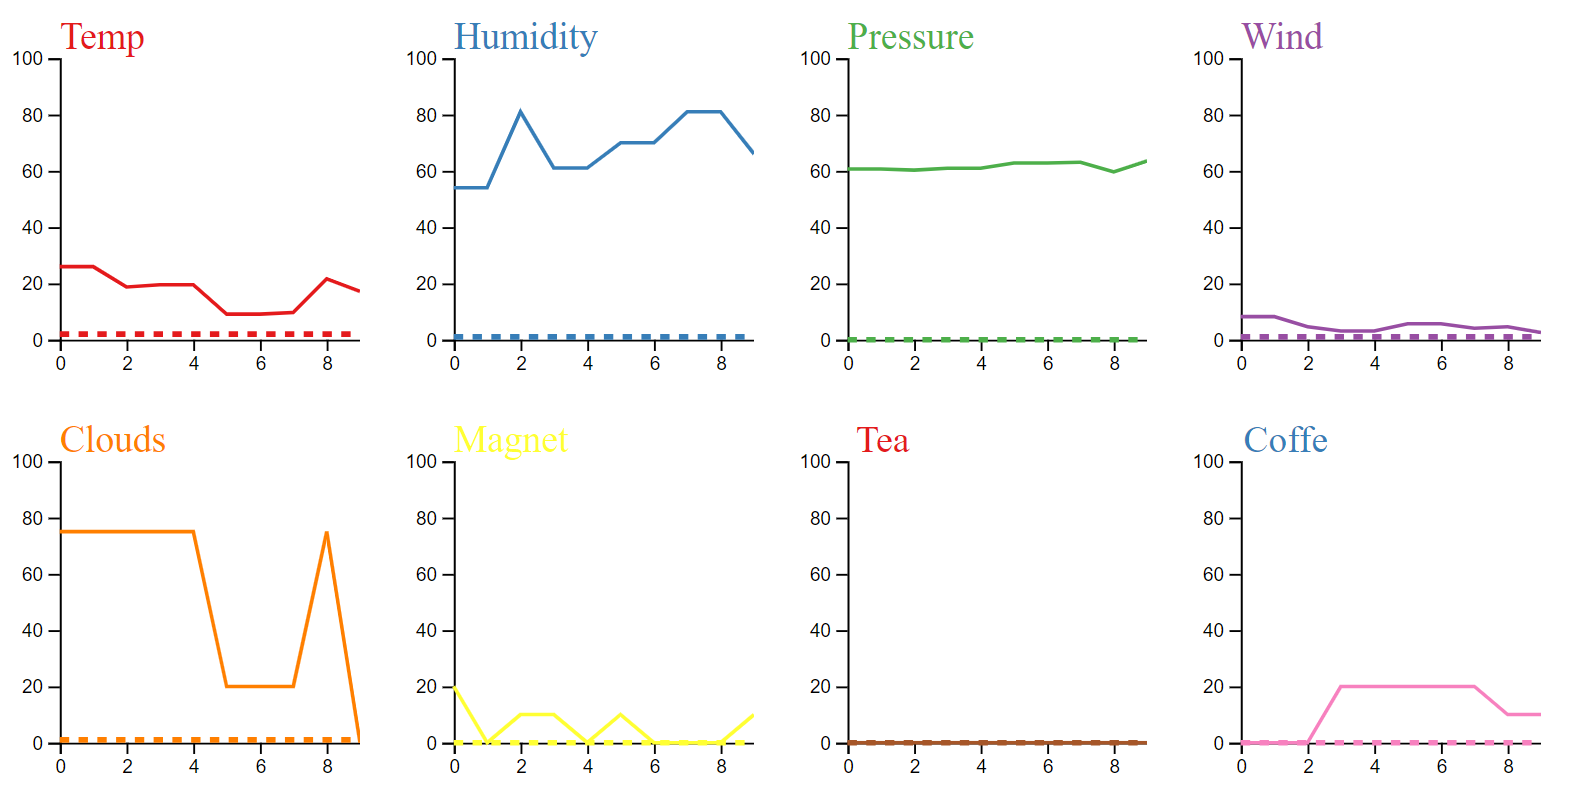 Temp Humidity Pressure Wind
100 100 100 100
80 80 80 80
60 60 60 60
40 40 40 40
20 20 20 20
0 0 0 0
0 2 4 6 8 0 2 4 6 8 0 2 4 6 8 0 2 4 6 8
Clouds Magnet Tea Coffe
100 100 100 100
80 80 80 80
60 60 60 60
40 40 40 40
20 20 20 20
0 0 0 0
0 2 4 6 8 0 2 4 6 8 0 2 4 6 8 0 2 4 6 8